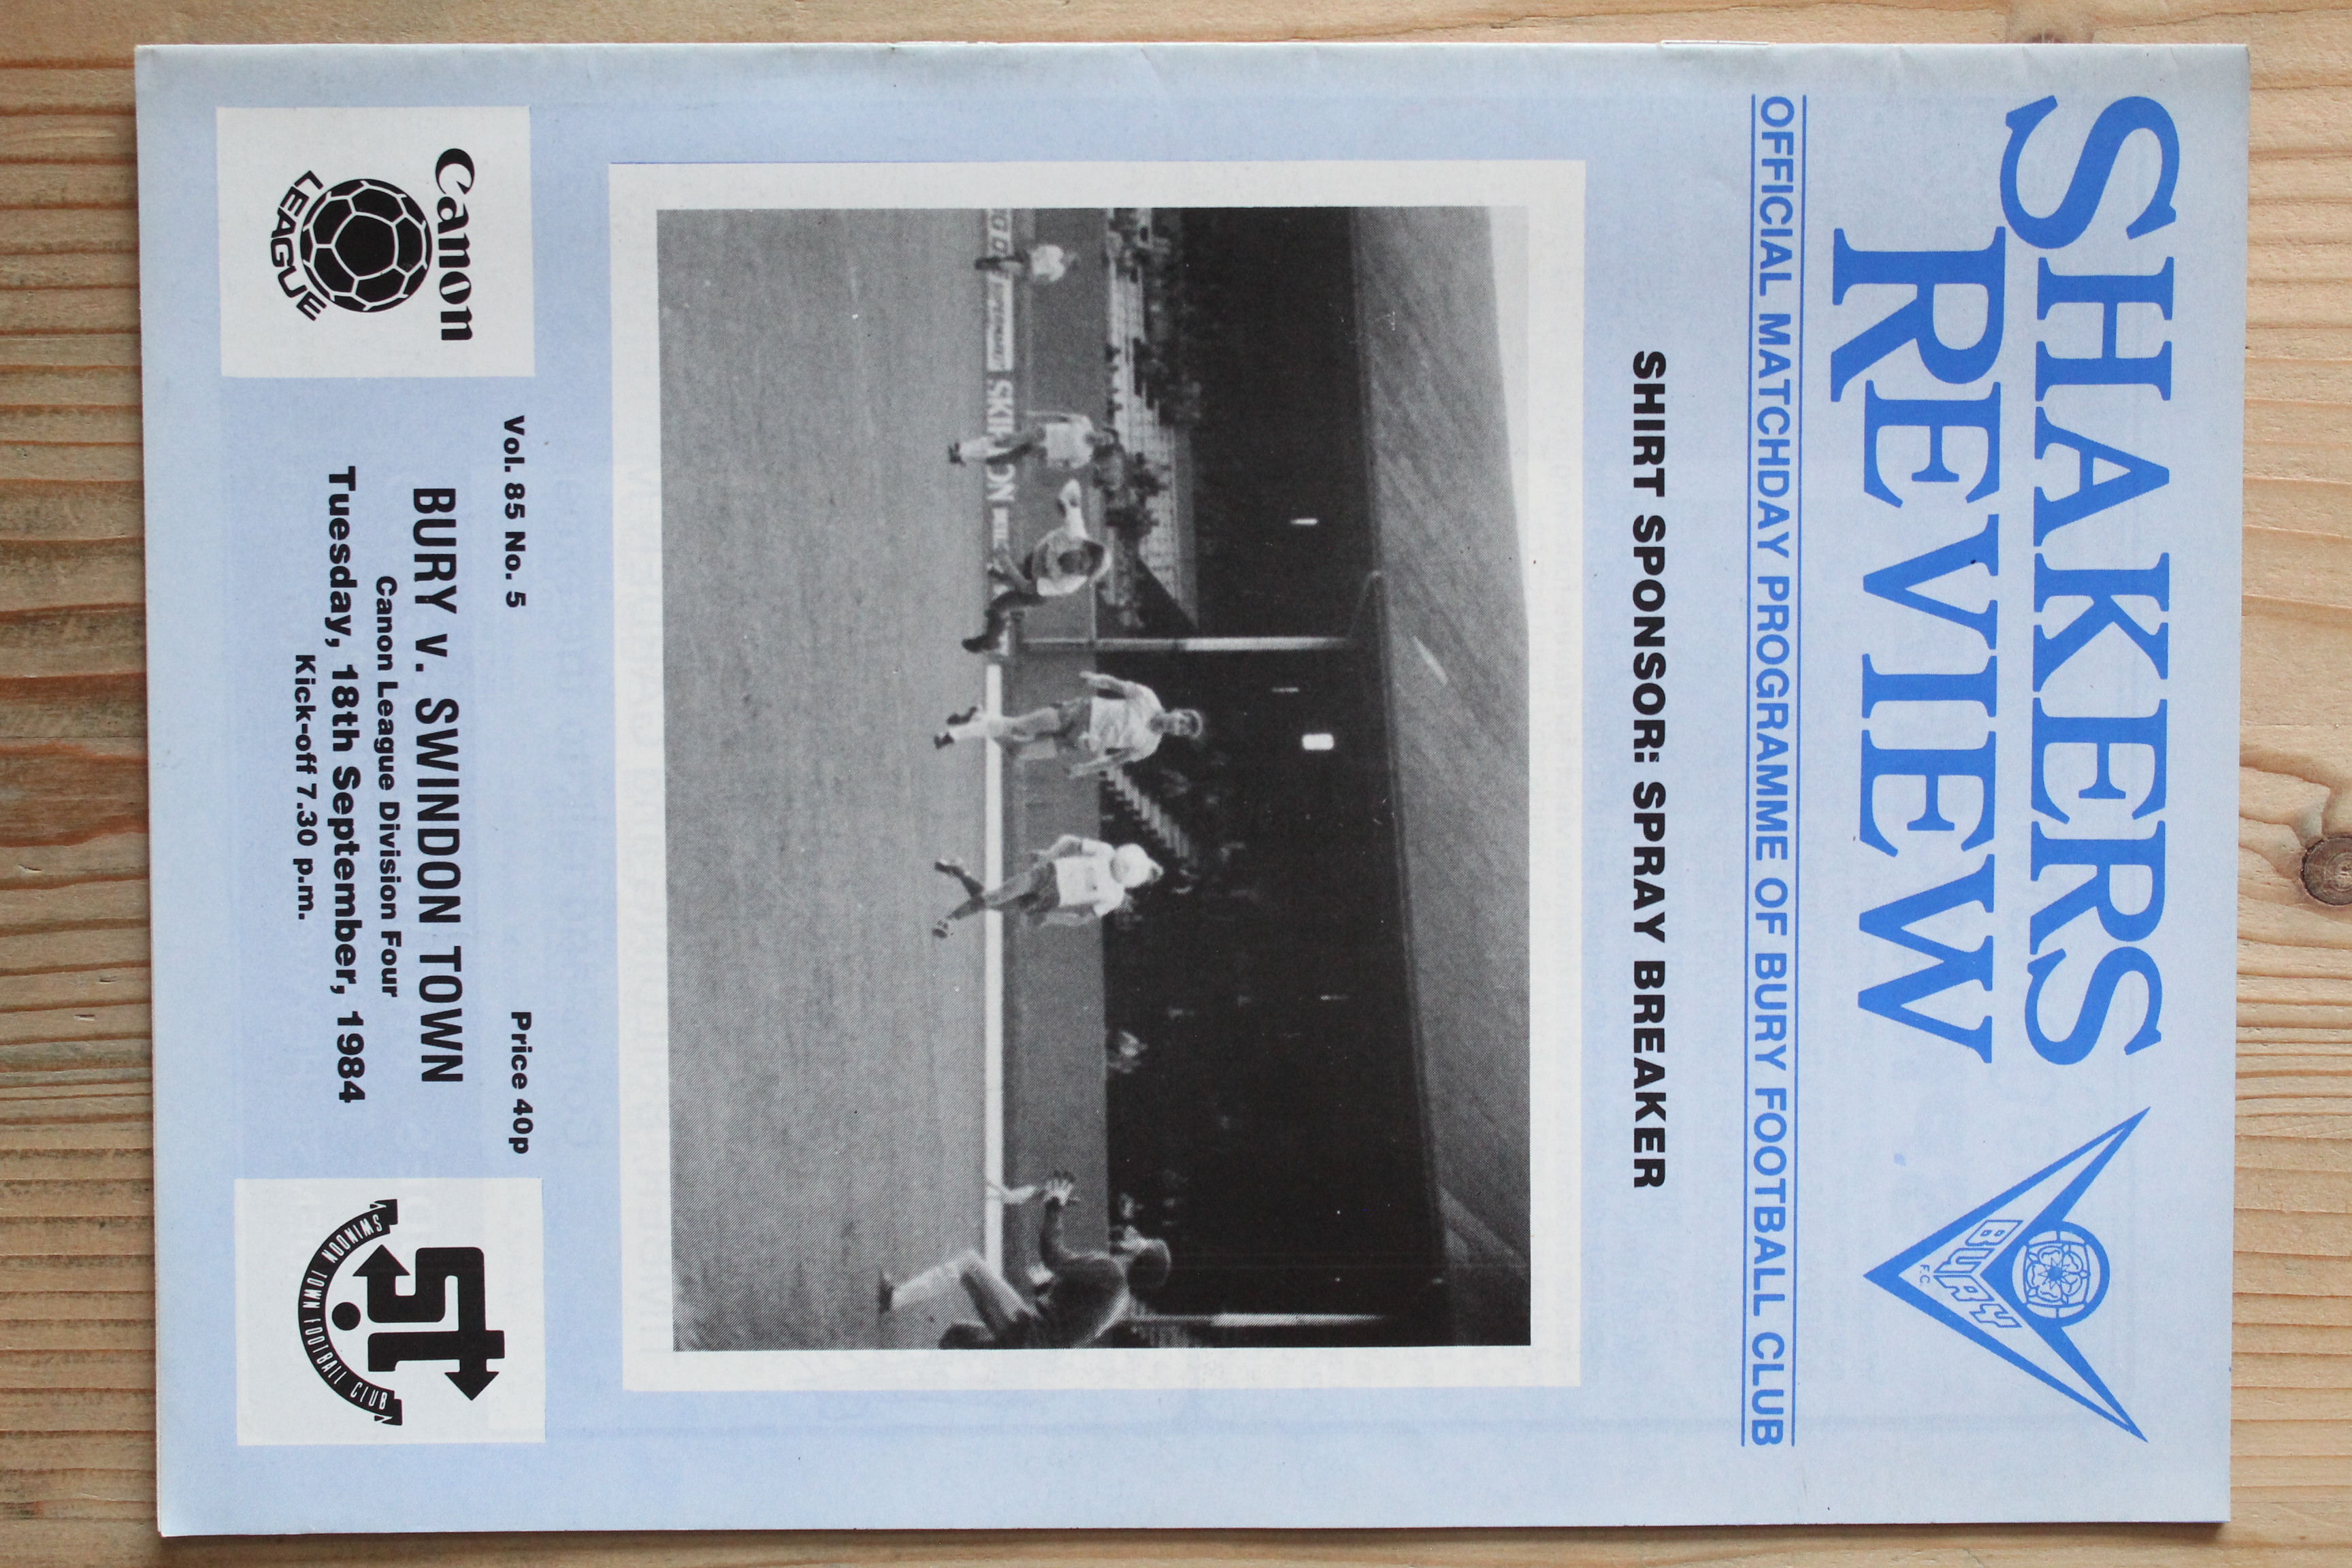 SHAKERS
REVIEW
BURY
F.C.
OFFICIAL MATCHDAY PROGRAMME OF BURY FOOTBALL CLUB
SHIRT SPONSOR: SPRAY BREAKER
Vol. 85 No. 5
Price 40p
Canon
LEAGUE
BURY v. SWINDON TOWN
Canon League Division Four
Tuesday, 18th September, 1984
Kick-off 7.30 p.m.
ST
SWINDON TOWN FOOTBALL CLUB